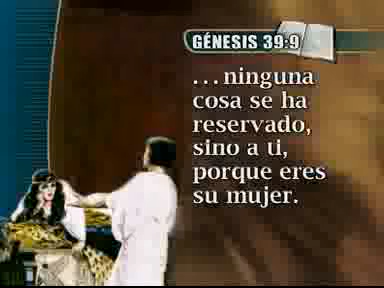 GÉNESIS 39:9
...ninguna
cosa se ha
reservado,
sino a ti,
porque eres
su mujer.